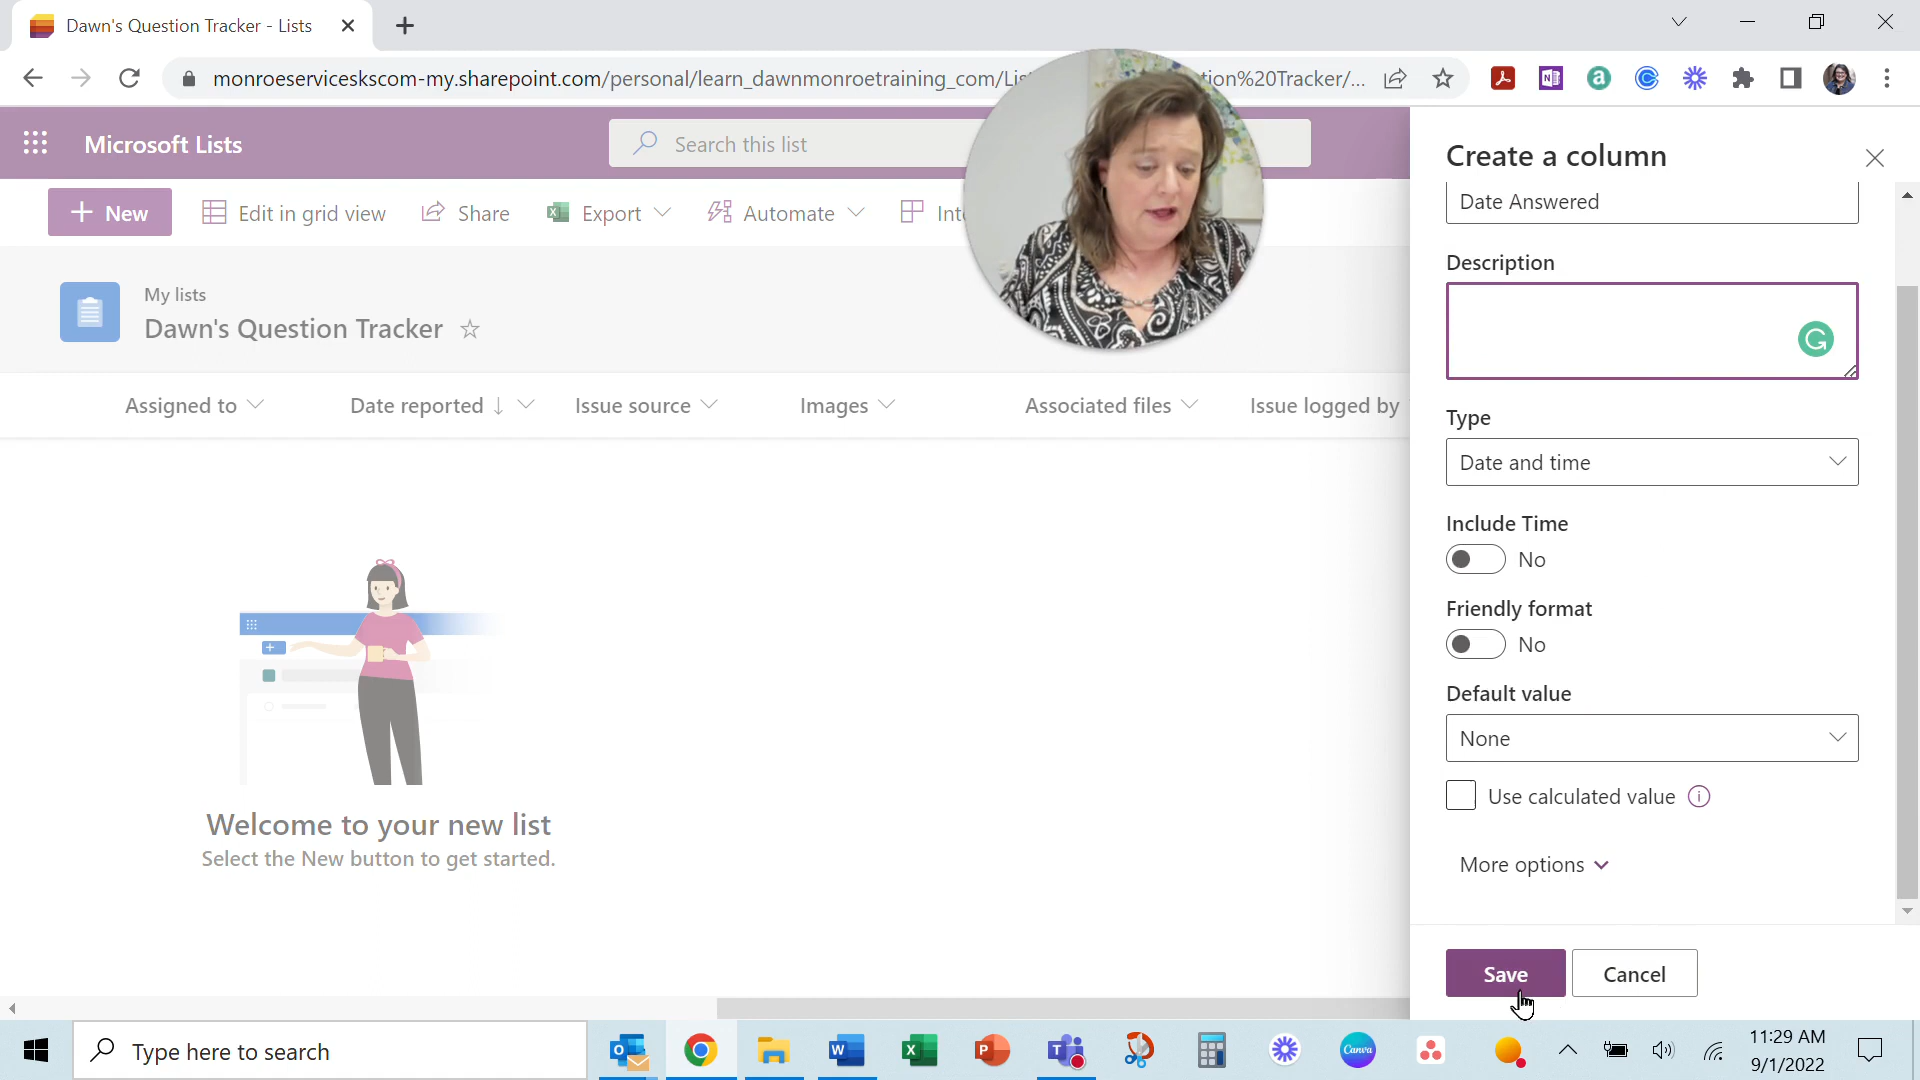 Dawn's Question Tracker - Lists
monroeserviceskscom-my.sharepoint.com/personal/learn_dawnmonroetraining_com/Lis
tion%20Tracker/...
Microsoft Lists
Search this list
New
Edit in grid view
Share
Export
Automate
My lists
Dawn's Question Tracker
Assigned to
Date reported
Issue source
Images
Associated files
Issue logged by
Welcome to your new list
Select the New button to get started.
Create a column
Date Answered
Description
Type
Date and time
Include Time
No
Friendly format
No
Default value
None
Use calculated value
More options
Save
Cancel
Type here to search
Canva
11:29 AM
9/1/2022